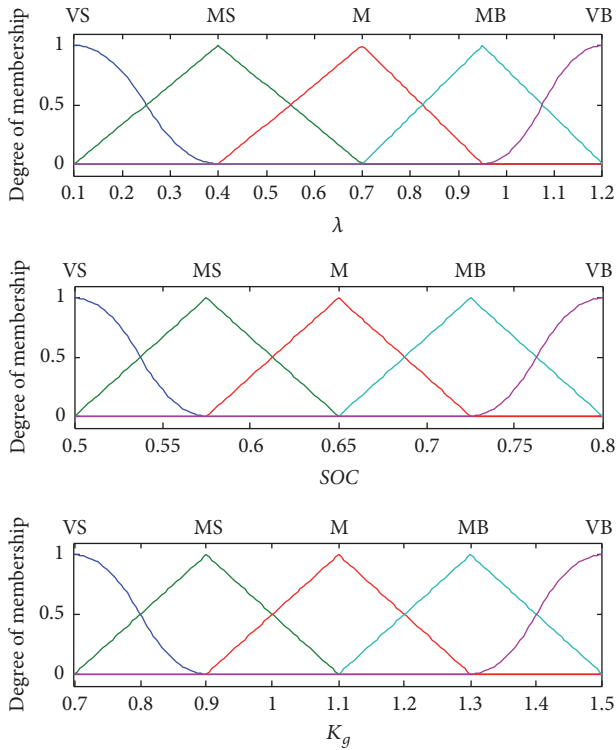 VS MS M MB VB
Degree of membership
1
0.5
0
0.1 0.2 0.3 0.4 0.5 0.6 0.7 0.8 0.9 1 1.1 1.2
λ
VS MS M MB VB
Degree of membership
1
0.5
0
0.5 0.55 0.6 0.65 0.7 0.75 0.8
SOC
VS MS M MB VB
Degree of membership
1
0.5
0
0.7 0.8 0.9 1 1.1 1.2 1.3 1.4 1.5
K_g